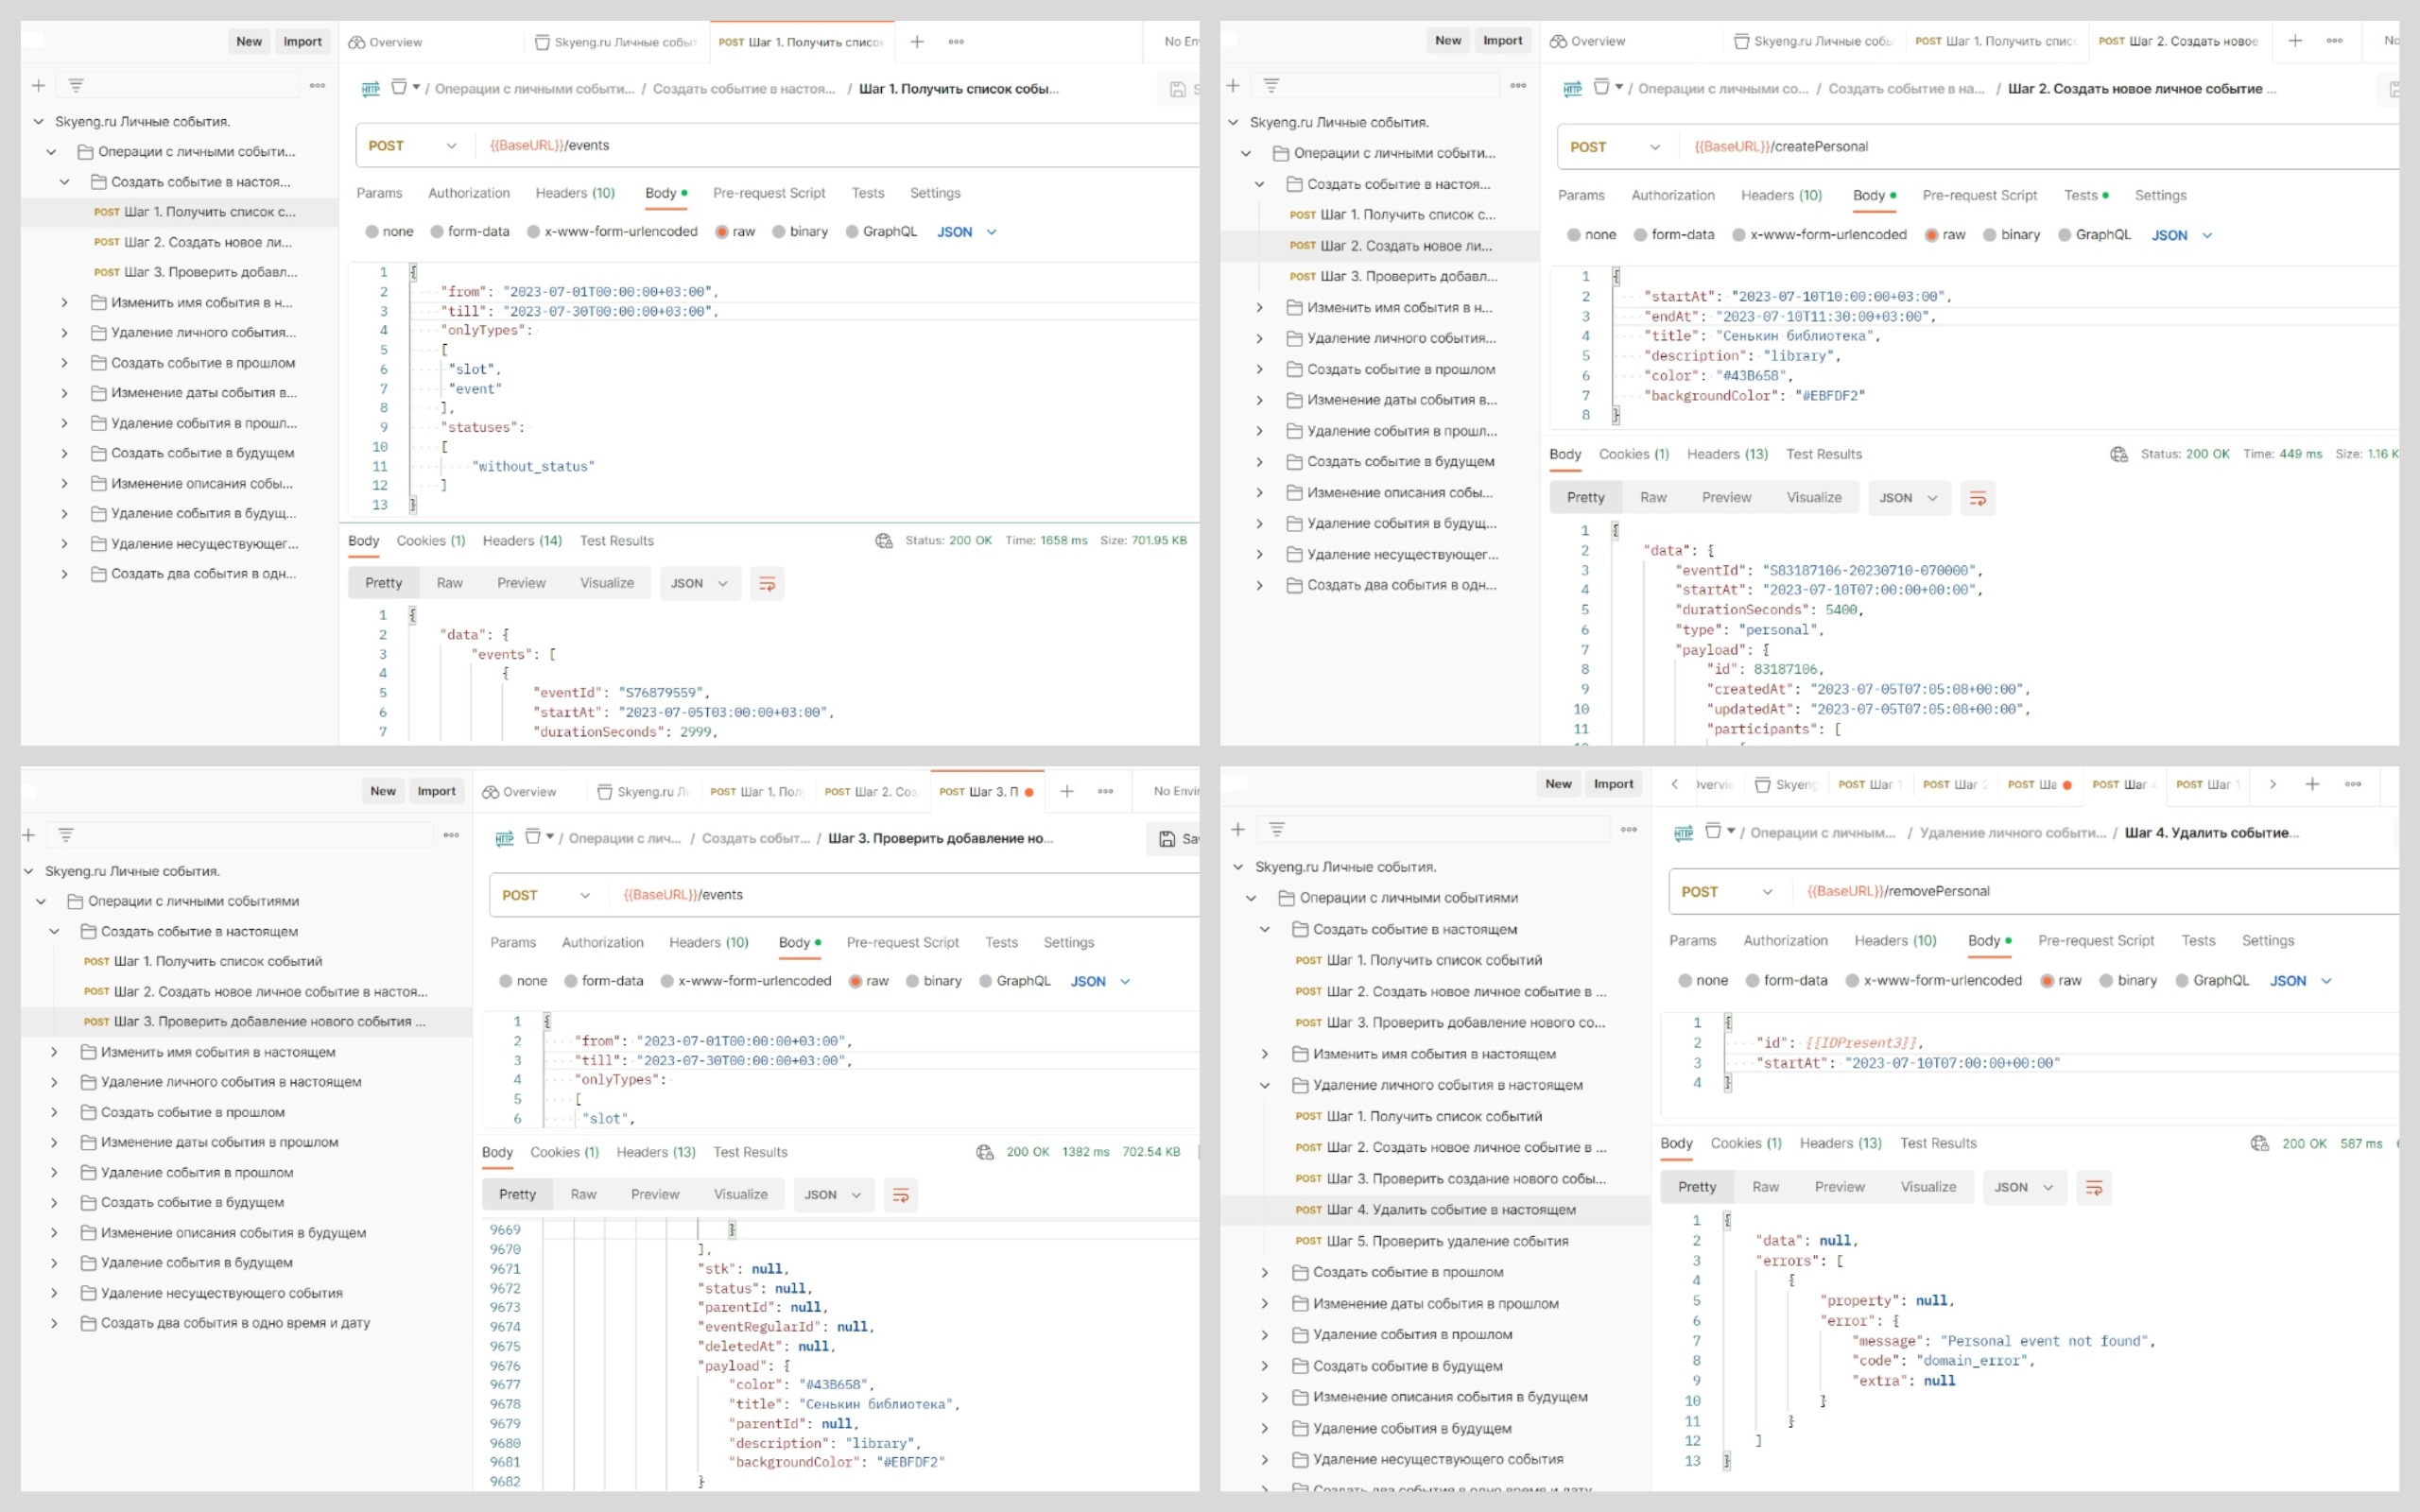 New Import Overview Skyeng.ru Личные событ POST Шаг 1. Получить список No En
/ Операции с личными событи... / Создать событие в настоя... / Шаг 1. Получить список собы...
Skyeng.ru Личные события.
Операции с личными событи...
Создать событие в настоя...
POST Шаг 1. Получить список с...
POST Шаг 2. Создать новое ли...
POST Шаг 3. Проверить добавл...
Изменить имя события в н...
Удаление личного события...
Создать событие в прошлом
Изменение даты события в...
Удаление события в прошл...
Создать событие в будущем
Изменение описания собы...
Удаление события в будущ...
Удаление несуществующег...
Создать два события в одн...
POST {{BaseURL}}/events
Params Authorization Headers (10) Body Pre-request Script Tests Settings
none form-data x-www-form-urlencoded raw binary GraphQL JSON
1 {
2 "from": "2023-07-01T00:00:00+03:00",
3 "till": "2023-07-30T00:00:00+03:00",
4 "onlyTypes":
5 [
6 "slot",
7 "event"
8 ],
9 "statuses":
10 [
11 "without_status"
12 ]
13 }
Body Cookies (1) Headers (14) Test Results Status: 200 OK Time: 1658 ms Size: 701.95 KB
Pretty Raw Preview Visualize JSON
1 {
2 "data": {
3 "events": [
4 {
5 "eventId": "S76879559",
6 "startAt": "2023-07-05T03:00:00+03:00",
7 "durationSeconds": 2999,
New Import Overview Skyeng.ru Личные собы POST Шаг 1. Получить спис POST Шаг 2. Создать новое No
/ Операции с личными со... / Создать событие в на... / Шаг 2. Создать новое личное событие ...
Skyeng.ru Личные события.
Операции с личными событи...
Создать событие в настоя...
POST Шаг 1. Получить список с...
POST Шаг 2. Создать новое ли...
POST Шаг 3. Проверить добавл...
Изменить имя события в н...
Удаление личного события...
Создать событие в прошлом
Изменение даты события в...
Удаление события в прошл...
Создать событие в будущем
Изменение описания собы...
Удаление события в будущ...
Удаление несуществующег...
Создать два события в одн...
POST {{BaseURL}}/createPersonal
Params Authorization Headers (10) Body Pre-request Script Tests Settings
none form-data x-www-form-urlencoded raw binary GraphQL JSON
1 {
2 "startAt": "2023-07-10T10:00:00+03:00",
3 "endAt": "2023-07-10T11:30:00+03:00",
4 "title": "Сенькин библиотека",
5 "description": "library",
6 "color": "#43B658",
7 "backgroundColor": "#EBFDF2"
8 }
Body Cookies (1) Headers (13) Test Results Status: 200 OK Time: 449 ms Size: 1.16 K
Pretty Raw Preview Visualize JSON
1 {
2 "data": {
3 "eventId": "S83187106-20230710-070000",
4 "startAt": "2023-07-10T07:00:00+00:00",
5 "durationSeconds": 5400,
6 "type": "personal",
7 "payload": {
8 "id": 83187106,
9 "createdAt": "2023-07-05T07:05:08+00:00",
10 "updatedAt": "2023-07-05T07:05:08+00:00",
11 "participants": [
New Import Overview Skyeng.ru Л POST Шаг 1. Пол POST Шаг 2. Соз POST Шаг 3. П No Envir
/ Операции с лич... / Создать событ... / Шаг 3. Проверить добавление но... Sa
Skyeng.ru Личные события.
Операции с личными событиями
Создать событие в настоящем
POST Шаг 1. Получить список событий
POST Шаг 2. Создать новое личное событие в настоя...
POST Шаг 3. Проверить добавление нового события ...
Изменить имя события в настоящем
Удаление личного события в настоящем
Создать событие в прошлом
Изменение даты события в прошлом
Удаление события в прошлом
Создать событие в будущем
Изменение описания события в будущем
Удаление события в будущем
Удаление несуществующего события
Создать два события в одно время и дату
POST {{BaseURL}}/events
Params Authorization Headers (10) Body Pre-request Script Tests Settings
none form-data x-www-form-urlencoded raw binary GraphQL JSON
1 {
2 "from": "2023-07-01T00:00:00+03:00",
3 "till": "2023-07-30T00:00:00+03:00",
4 "onlyTypes":
5 [
6 "slot",
Body Cookies (1) Headers (13) Test Results 200 OK 1382 ms 702.54 KB
Pretty Raw Preview Visualize JSON
9669 }
9670 ],
9671 "stk": null,
9672 "status": null,
9673 "parentId": null,
9674 "eventRegularId": null,
9675 "deletedAt": null,
9676 "payload": {
9677 "color": "#43B658",
9678 "title": "Сенькин библиотека",
9679 "parentId": null,
9680 "description": "library",
9681 "backgroundColor": "#EBFDF2"
9682 }
New Import Overvie Skyeng POST Шаг 1 POST Шаг 2 POST Ша POST Шаг 4 POST Шаг 1
/ Операции с личным... / Удаление личного событи... / Шаг 4. Удалить событие...
Skyeng.ru Личные события.
Операции с личными событиями
Создать событие в настоящем
POST Шаг 1. Получить список событий
POST Шаг 2. Создать новое личное событие в ...
POST Шаг 3. Проверить добавление нового со...
Изменить имя события в настоящем
Удаление личного события в настоящем
POST Шаг 1. Получить список событий
POST Шаг 2. Создать новое личное событие в ...
POST Шаг 3. Проверить создание нового собы...
POST Шаг 4. Удалить событие в настоящем
POST Шаг 5. Проверить удаление события
Создать событие в прошлом
Изменение даты события в прошлом
Удаление события в прошлом
Создать событие в будущем
Изменение описания события в будущем
Удаление события в будущем
Удаление несуществующего события
Создать два события в одно время и дату
POST {{BaseURL}}/removePersonal
Params Authorization Headers (10) Body Pre-request Script Tests Settings
none form-data x-www-form-urlencoded raw binary GraphQL JSON
1 {
2 "id": {{IDPresent3}},
3 "startAt": "2023-07-10T07:00:00+00:00"
4 }
Body Cookies (1) Headers (13) Test Results 200 OK 587 ms
Pretty Raw Preview Visualize JSON
1 {
2 "data": null,
3 "errors": [
4 {
5 "property": null,
6 "error": {
7 "message": "Personal event not found",
8 "code": "domain_error",
9 "extra": null
10 }
11 }
12 ]
13 }